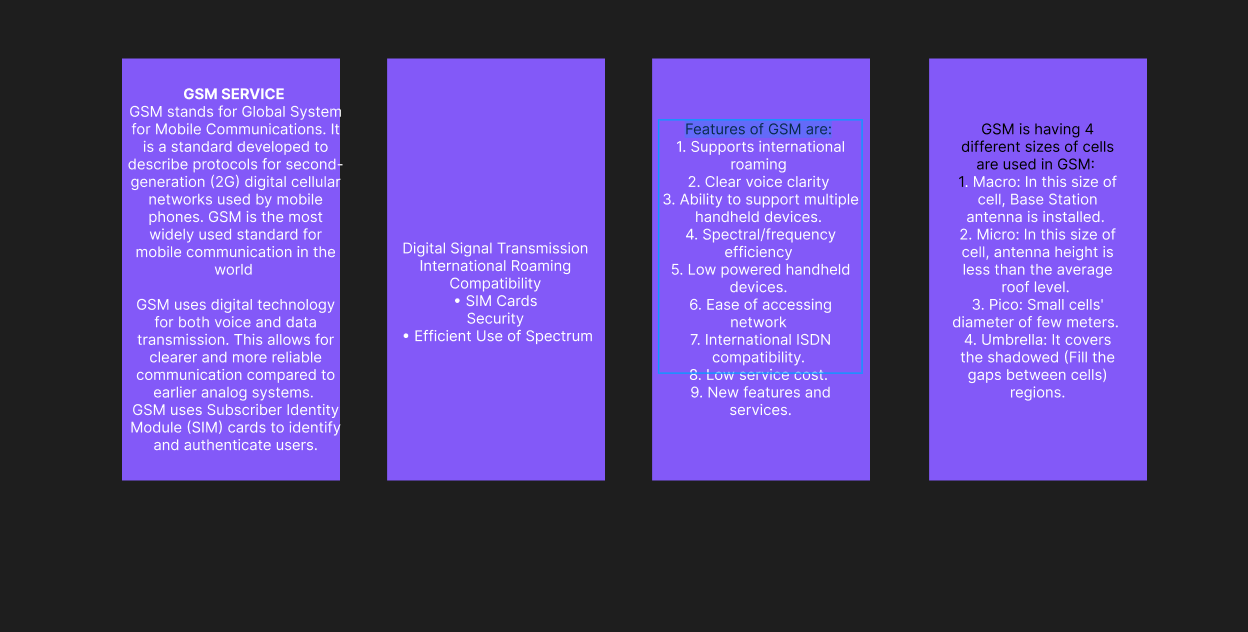 GSM SERVICE
GSM stands for Global System
for Mobile Communications. It
is a standard developed to
describe protocols for second-
generation (2G) digital cellular
networks used by mobile
phones. GSM is the most
widely used standard for
mobile communication in the
world
GSM uses digital technology
for both voice and data
transmission. This allows for
clearer and more reliable
communication compared to
earlier analog systems.
GSM uses Subscriber Identity
Module (SIM) cards to identify
and authenticate users.
Digital Signal Transmission
International Roaming
Compatibility
• SIM Cards
Security
• Efficient Use of Spectrum
Features of GSM are:
1. Supports international
roaming
2. Clear voice clarity
3. Ability to support multiple
handheld devices.
4. Spectral/frequency
efficiency
5. Low powered handheld
devices.
6. Ease of accessing
network
7. International ISDN
compatibility.
8. Low service cost.
9. New features and
services.
GSM is having 4
different sizes of cells
are used in GSM:
1. Macro: In this size of
cell, Base Station
antenna is installed.
2. Micro: In this size of
cell, antenna height is
less than the average
roof level.
3. Pico: Small cells'
diameter of few meters.
4. Umbrella: It covers
the shadowed (Fill the
gaps between cells)
regions.